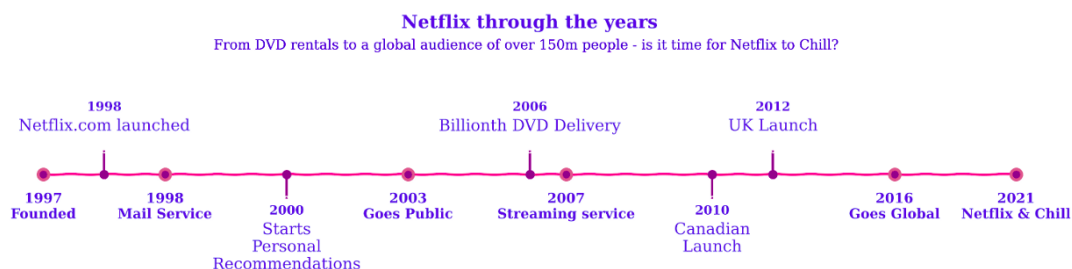 Netflix through the years
From DVD rentals to a global audience of over 150m people - is it time for Netflix to Chill?
1998
Netflix.com launched
2006
Billionth DVD Delivery
2012
UK Launch
1997
Founded
1998
Mail Service
2000
Starts
Personal
Recommendations
2003
Goes Public
2007
Streaming service
2010
Canadian
Launch
2016
Goes Global
2021
Netflix & Chill